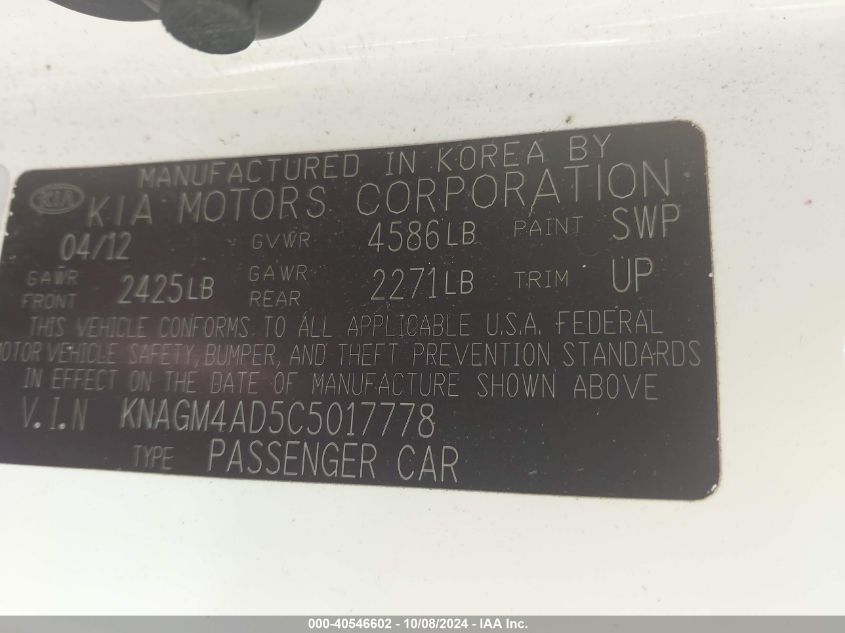 MANUFACTURED IN KOREA BY
KIA KIA MOTORS CORPORATION
04/12 GVWR 4586LB PAINT SWP
GAWR FRONT 2425LB GAWR REAR 2271LB TRIM UP
THIS VEHICLE CONFORMS TO ALL APPLICABLE U.S.A. FEDERAL
MOTOR VEHICLE SAFETY, BUMPER, AND THEFT PREVENTION STANDARDS
IN EFFECT ON THE DATE OF MANUFACTURE SHOWN ABOVE
V.I.N KNAGM4AD5C5017778
TYPE PASSENGER CAR
000-40546602 - 10/08/2024 - IAA Inc.